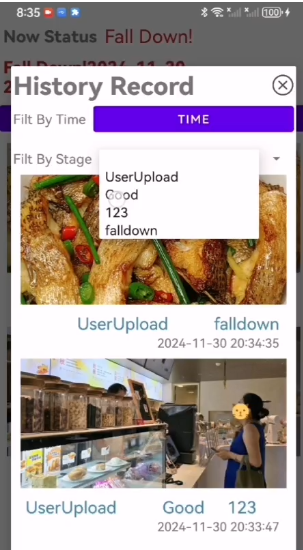 8:35
100
Now Status Fall Down!
Fall Down!2024-11-30
2
History Record
Filt By Time TIME
Filt By Stage
UserUpload
Good
123
falldown
UserUpload falldown
2024-11-30 20:34:35
UserUpload Good 123
2024-11-30 20:33:47